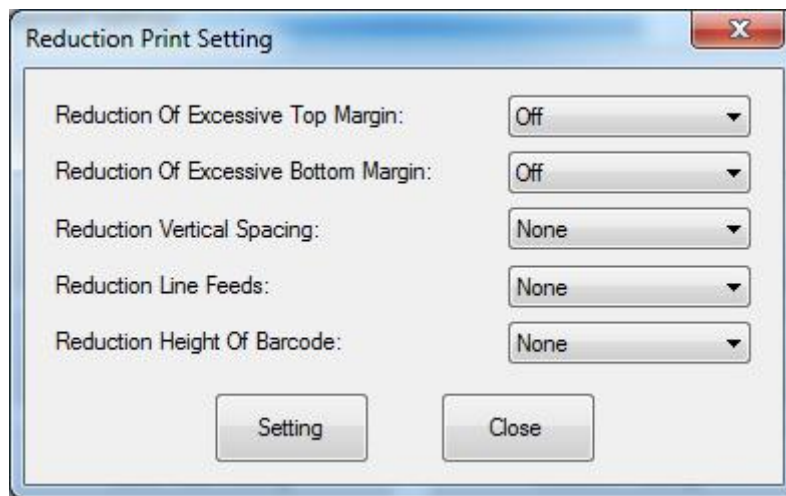 Reduction Print Setting
Reduction Of Excessive Top Margin: Off
Reduction Of Excessive Bottom Margin: Off
Reduction Vertical Spacing: None
Reduction Line Feeds: None
Reduction Height Of Barcode: None
Setting Close